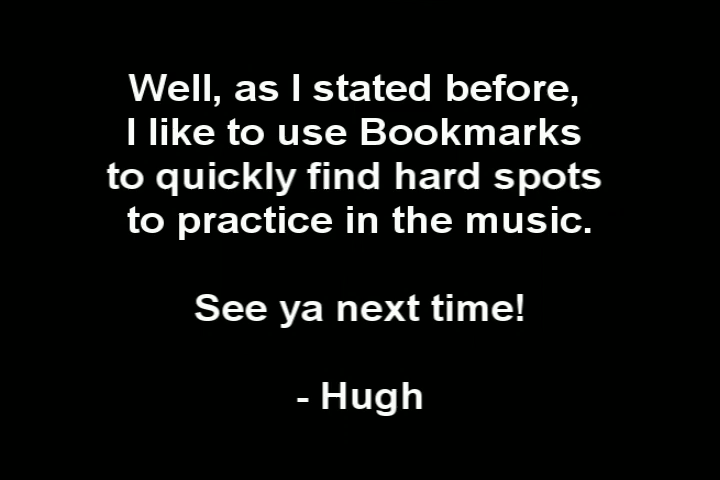 Well, as I stated before,
I like to use Bookmarks
to quickly find hard spots
to practice in the music.
See ya next time!
- Hugh